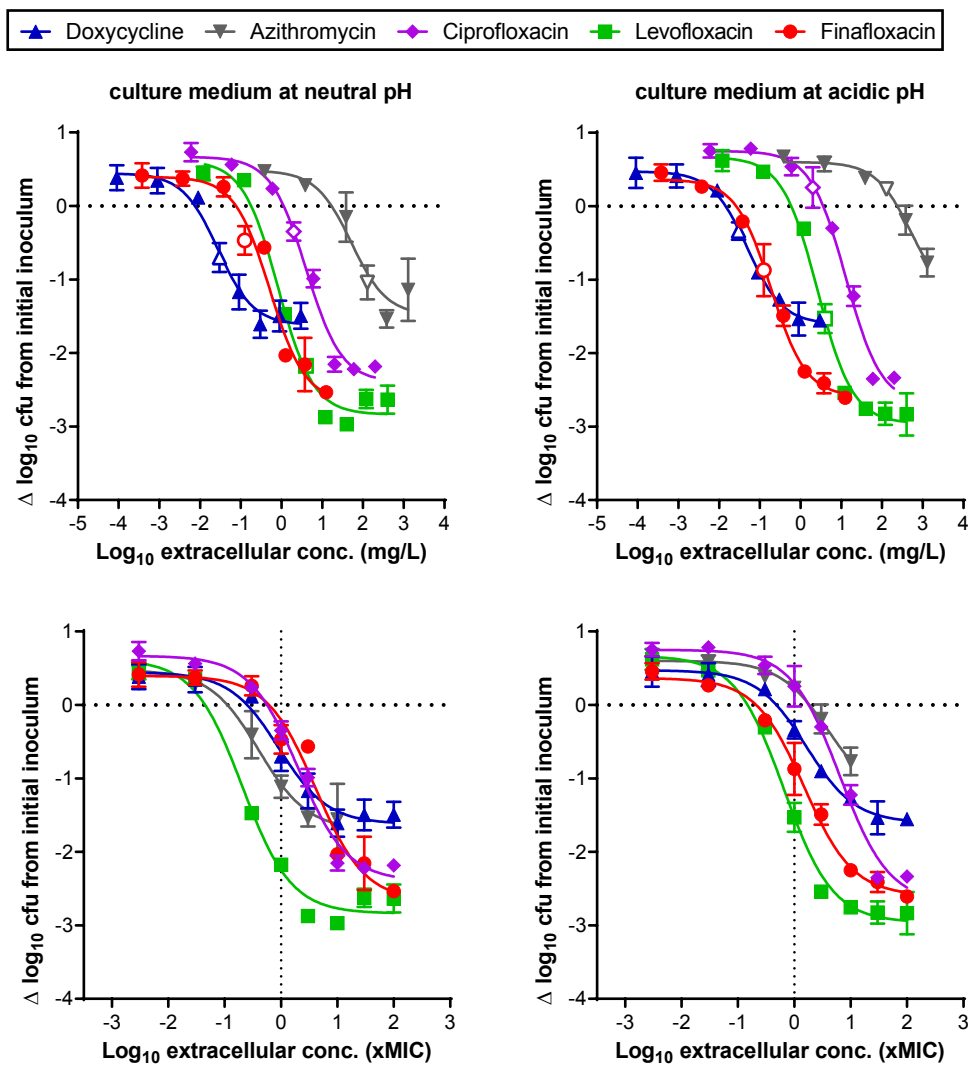 Doxycycline Azithromycin Ciprofloxacin Levofloxacin Finafloxacin
culture medium at neutral pH
1
0
-1
-2
-3
-4
Δ log10 cfu from initial inoculum
-5 -4 -3 -2 -1 0 1 2 3 4
Log10 extracellular conc. (mg/L)
culture medium at acidic pH
1
0
-1
-2
-3
-4
Δ log10 cfu from initial inoculum
-5 -4 -3 -2 -1 0 1 2 3 4
Log10 extracellular conc. (mg/L)
1
0
-1
-2
-3
-4
Δ log10 cfu from initial inoculum
-3 -2 -1 0 1 2 3
Log10 extracellular conc. (xMIC)
1
0
-1
-2
-3
-4
Δ log10 cfu from initial inoculum
-3 -2 -1 0 1 2 3
Log10 extracellular conc. (xMIC)